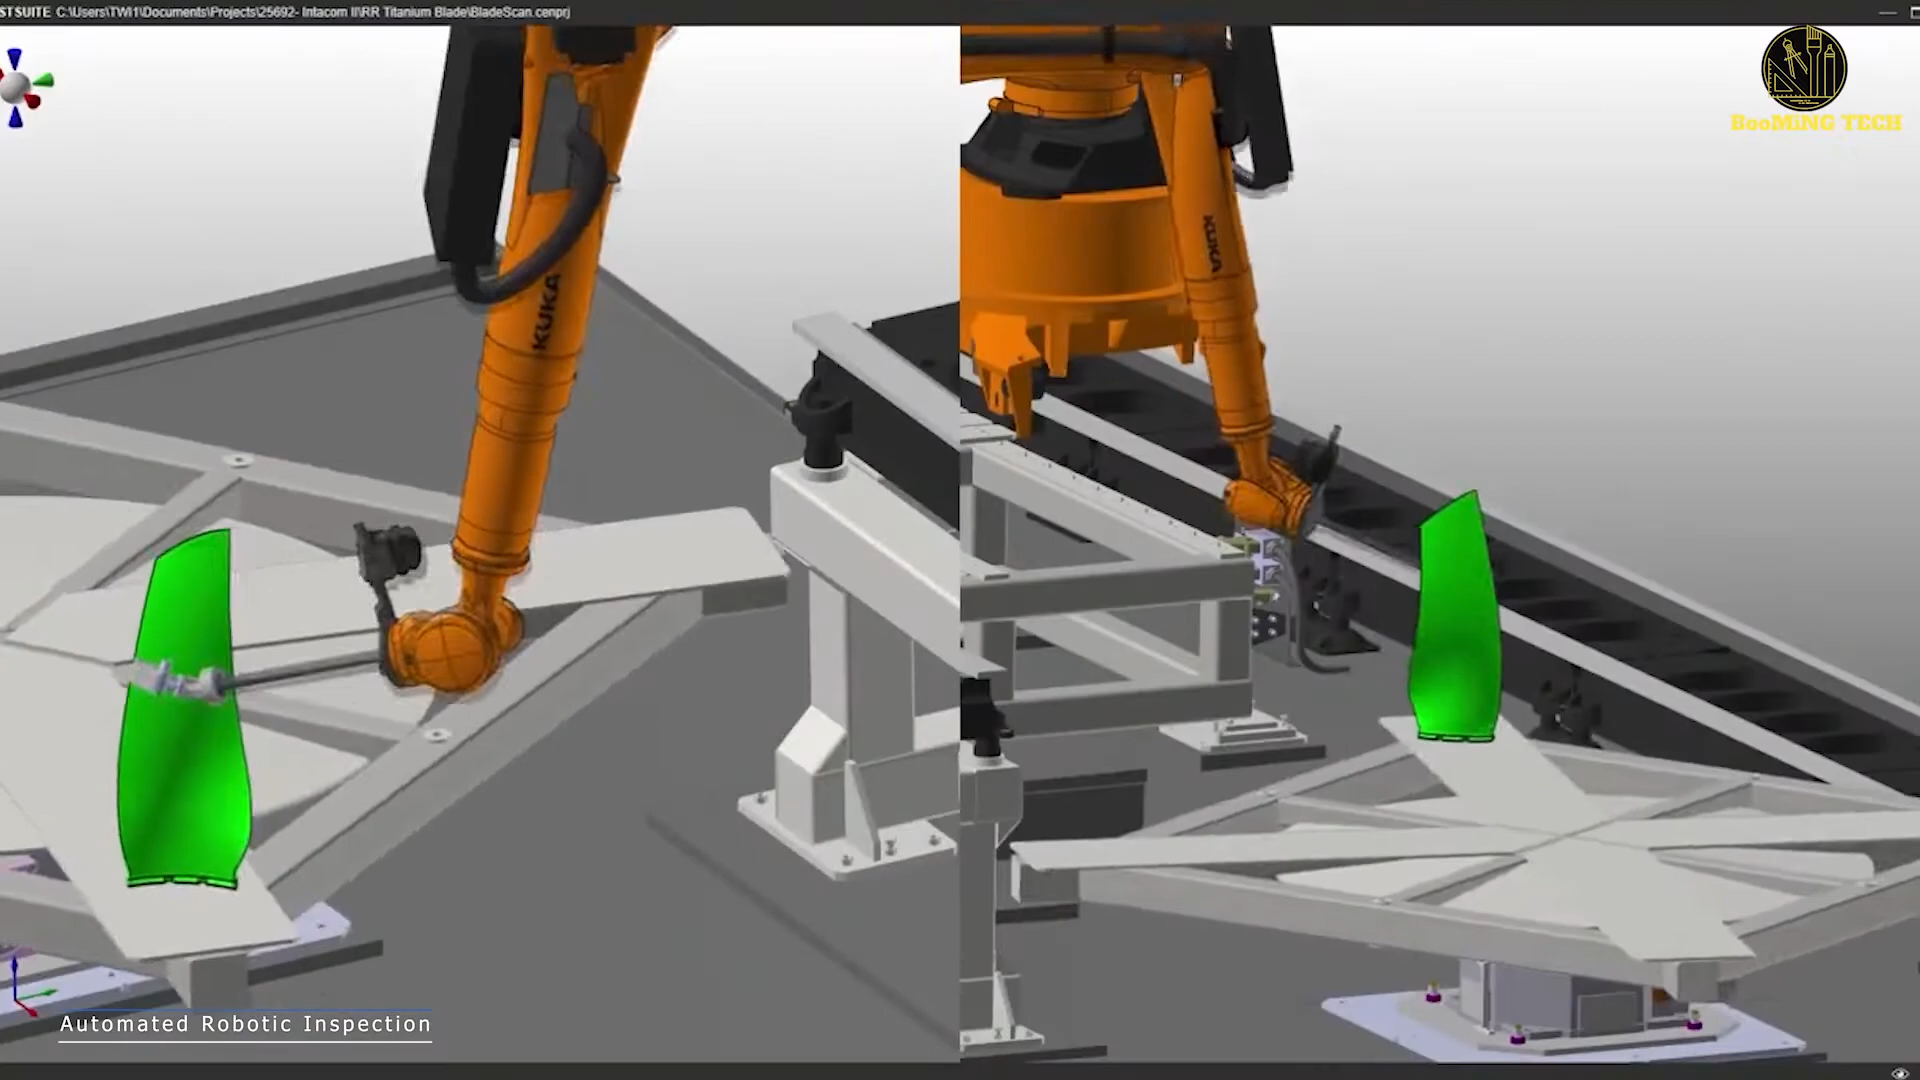 STSUITE C:\Users\TWI1\Documents\Projects\25692- Intacom II\RR Titanium Blade\BladeScan.cenprj
BooMiNG TECH
KUKA
KUKA
Automated Robotic Inspection